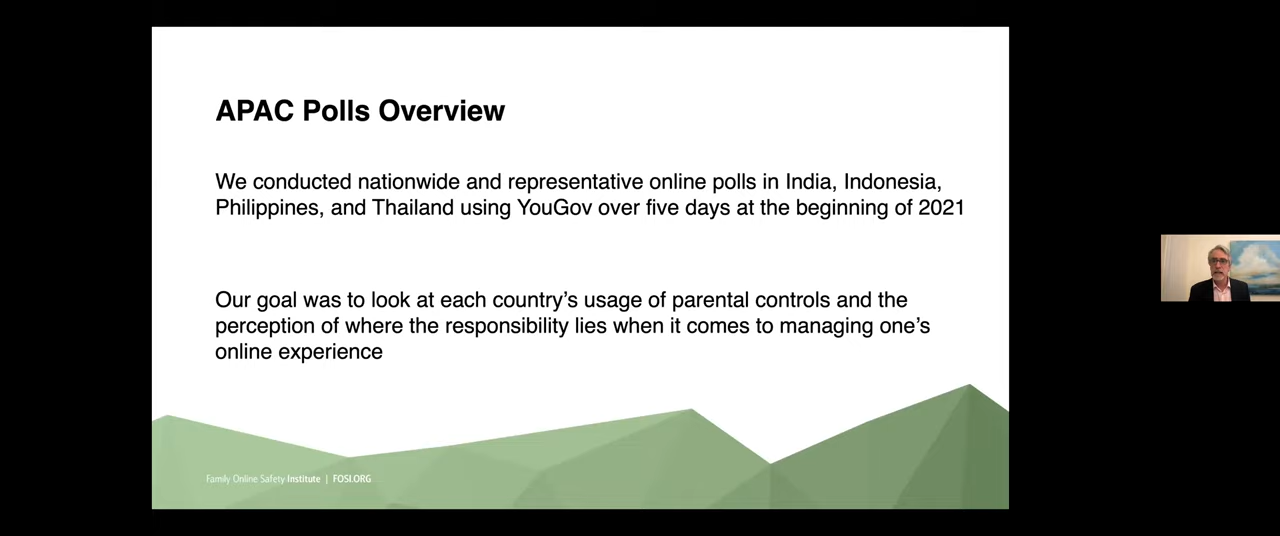 APAC Polls Overview
We conducted nationwide and representative online polls in India, Indonesia,
Philippines, and Thailand using YouGov over five days at the beginning of 2021
Our goal was to look at each country's usage of parental controls and the
perception of where the responsibility lies when it comes to managing one's
online experience
Family Online Safety Institute | FOSI.ORG